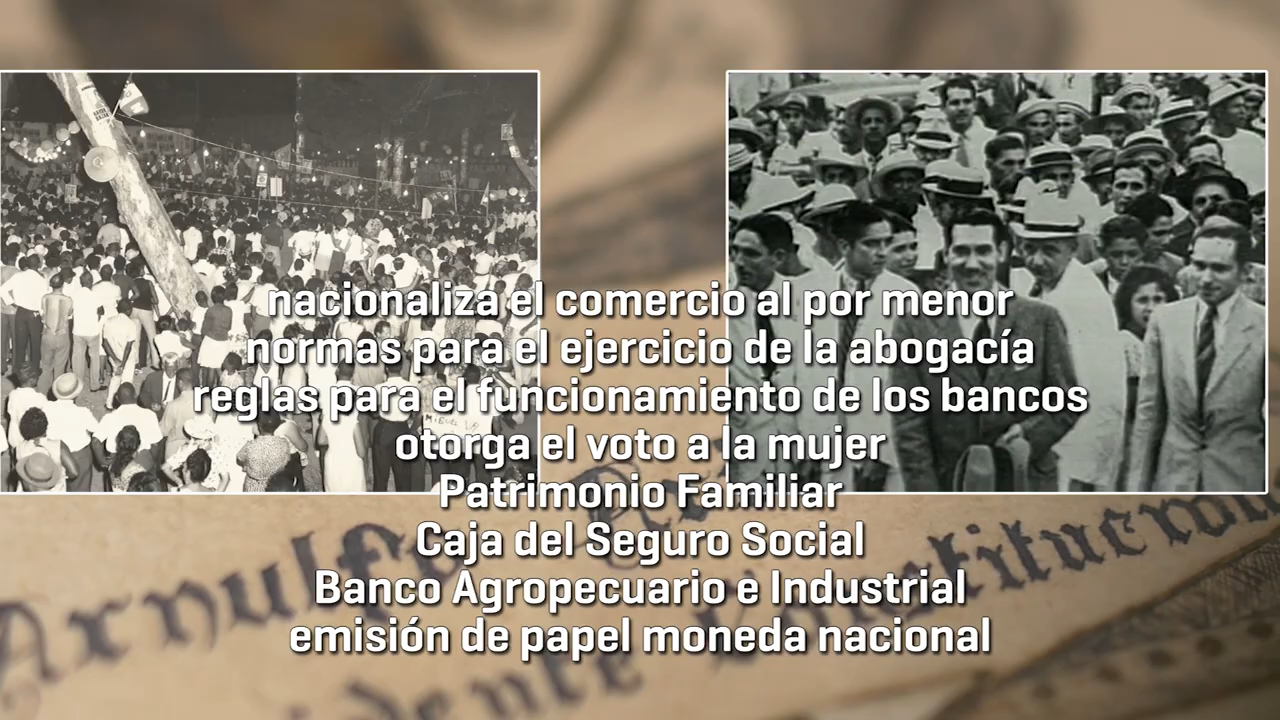 nacionaliza el comercio al por menor
normas para el ejercicio de la abogacía
reglas para el funcionamiento de los bancos
otorga el voto a la mujer
Patrimonio Familiar
Caja del Seguro Social
Banco Agropecuario e Industrial
emisión de papel moneda nacional